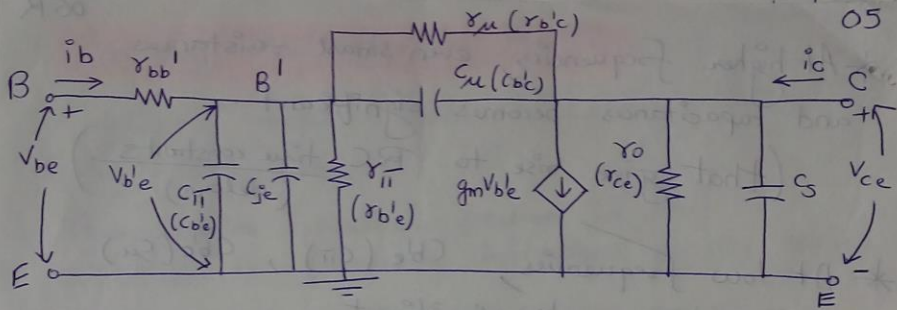 05
rμ (rb'c)
ib
rbb'
B'
Cμ (Cb'c)
ic
B
C
+
+
Vbe
Vb'e
Cπ
(Cb'e)
Cje
rπ
(rb'e)
gmVb'e
ro
(rce)
Cs
Vce
E
-
E